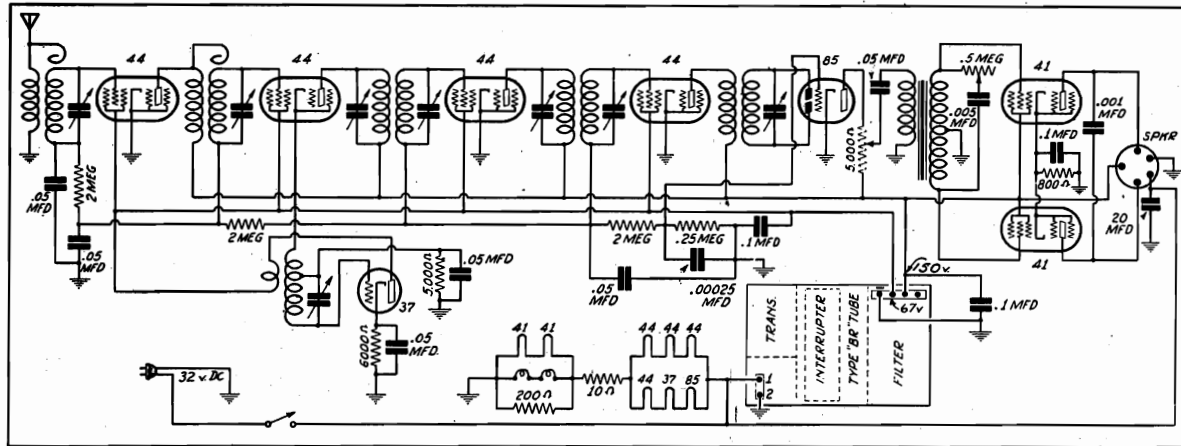 44
44
44
44
85
.05 MFD
.5 MEG
41
.005
MFD
.001
MFD
.1MFD
800Ω
SPKR
20
MFD
41
.05
MFD
2 MEG
.05
MFD
2 MEG
2 MEG
.25 MEG
.1 MFD
.05
MFD
.00025
MFD
5,000Ω
150 v.
67v
.1 MFD
5,000Ω
.05 MFD
37
6000Ω
.05
MFD.
TRANS.
INTERRUPTER
TYPE "BR" TUBE
FILTER
1
2
41 41
200Ω
10Ω
44 44 44
44 37 85
32 v. DC